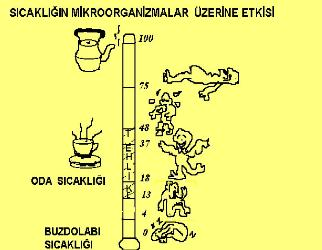 SICAKLIĞIN MİKROORGANİZMALAR ÜZERİNE ETKİSİ
100
75
48
37
TEHLİKE
ODA SICAKLIĞI
18
13
4
0
BUZDOLABI
SICAKLIĞI